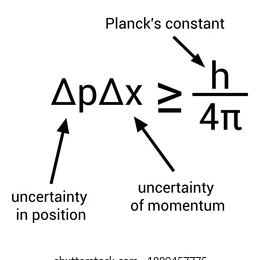 Planck's constant
ΔpΔx ≥ h
4π
uncertainty
in position
uncertainty
of momentum